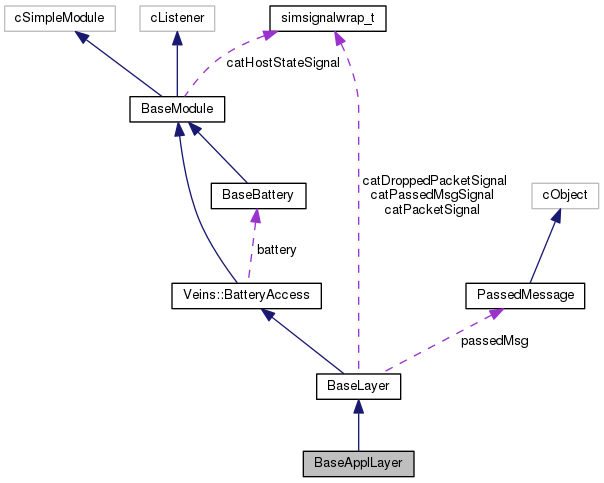 cSimpleModule
cListener
simsignalwrap_t
catHostStateSignal
BaseModule
catDroppedPacketSignal
catPassedMsgSignal
catPacketSignal
BaseBattery
cObject
battery
Veins::BatteryAccess
PassedMessage
passedMsg
BaseLayer
BaseApplLayer